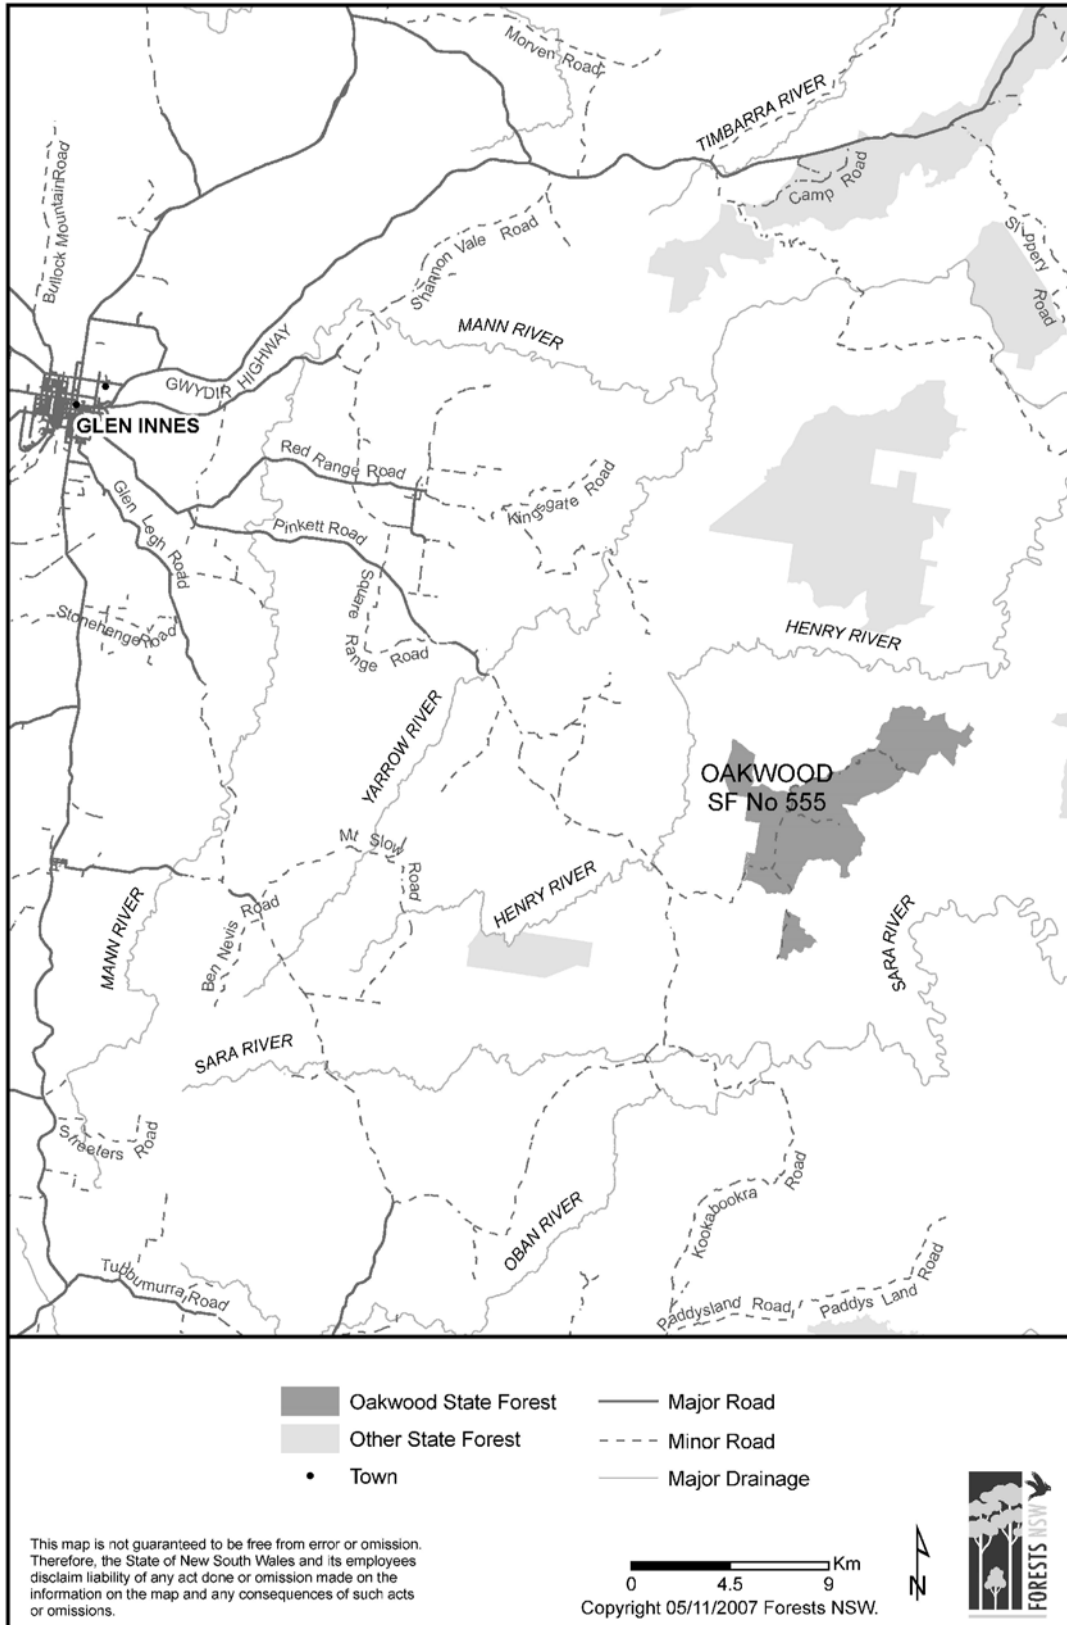 Morven Road
TIMBARRA RIVER
Camp Road
Bullock MountainRoad
Shannon Vale Road
Slippery Road
MANN RIVER
GWYDIR HIGHWAY
GLEN INNES
Red Range Road
Kingsgate Road
Glen Legh Road
Pinkett Road
Square Range Road
StonehengeRoad
HENRY RIVER
YARROW RIVER
OAKWOOD
SF No 555
Mt Slow Road
HENRY RIVER
MANN RIVER
Ben Nevis Road
SARA RIVER
SARA RIVER
Streeters Road
OBAN RIVER
Kookabookra Road
Tubbumurra Road
Paddysland Road
Paddys Land Road
Oakwood State Forest
Other State Forest
Town
Major Road
Minor Road
Major Drainage
This map is not guaranteed to be free from error or omission.
Therefore, the State of New South Wales and its employees
disclaim liability of any act done or omission made on the
information on the map and any consequences of such acts
or omissions.
Km
0 4.5 9
Copyright 05/11/2007 Forests NSW.
N
FORESTS NSW